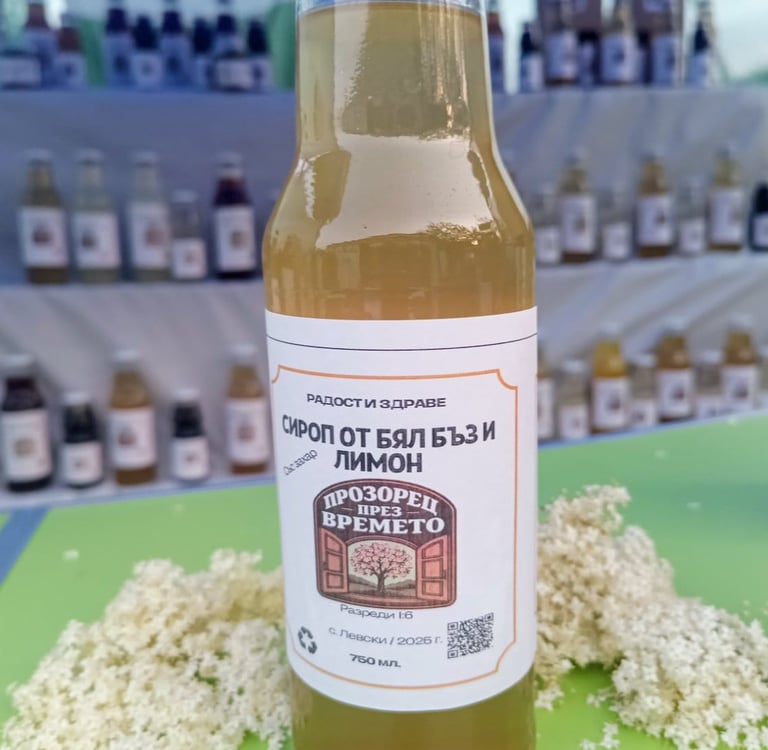 РАДОСТ И ЗДРАВЕ
СИРОП ОТ БЯЛ БЪЗ И
ЛИМОН
Със захар
ПРОЗОРЕЦ
ПРЕЗ
ВРЕМЕТО
Разреди 1:6
с. Левски / 2025 г.
750 мл.